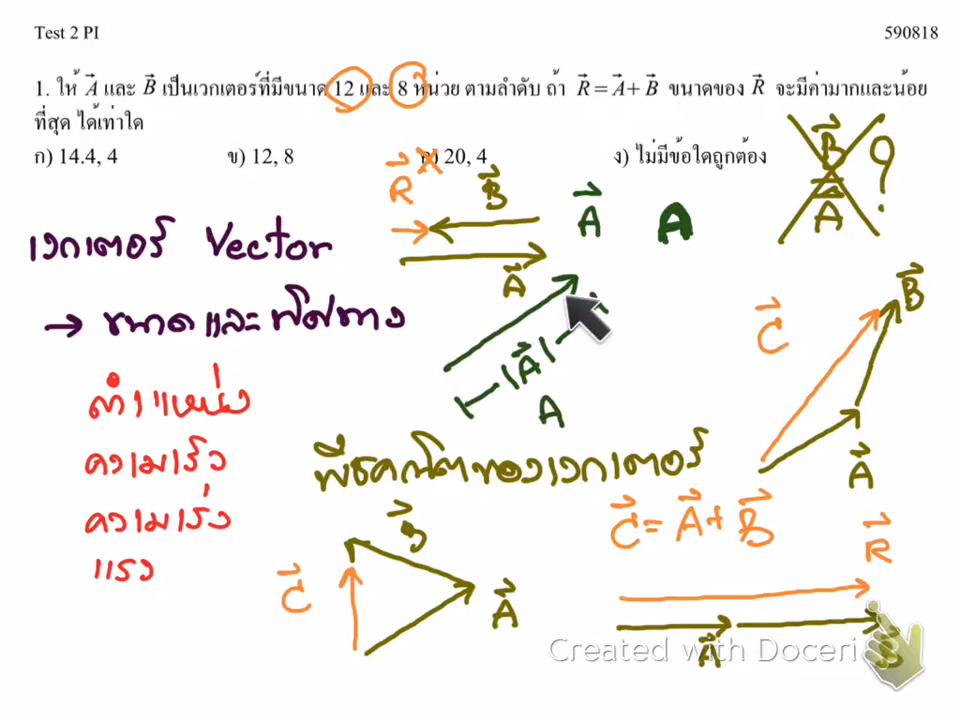 Test 2 PI 590818
1. ให้ A⃗ และ B⃗ เป็นเวกเตอร์ที่มีขนาด 12 และ 8 หน่วย ตามลำดับ ถ้า R⃗ = A⃗ + B⃗ ขนาดของ R⃗ จะมีค่ามากและน้อย
ที่สุด ได้เท่าใด
ก) 14.4, 4 ข) 12, 8 ค) 20, 4 ง) ไม่มีข้อใดถูกต้อง
B⃗
A⃗
?
R⃗
B⃗
A⃗
A⃗
A
เวกเตอร์ Vector
→ ขนาดและทิศทาง
|A⃗|
A
C⃗
B⃗
A⃗
ตำแหน่ง
ความเร็ว
ความเร่ง
แรง
พีชคณิตของเวกเตอร์
C⃗ = A⃗ + B⃗
B⃗
C⃗
A⃗
R⃗
A⃗
B⃗
Created with Doceri